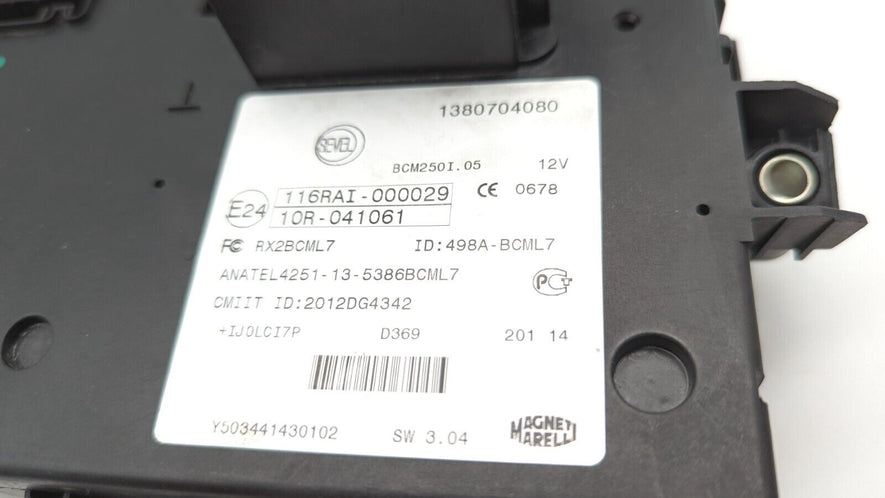 1380704080
SEVEL
BCM250I.05 12V
E24 116RAI-000029 CE 0678
10R-041061
FC RX2BCML7 ID:498A-BCML7
ANATEL4251-13-5386BCML7
CMIIT ID:2012DG4342
+IJ0LCI7P D369 201 14
Y503441430102 SW 3.04
MAGNETI
MARELLI